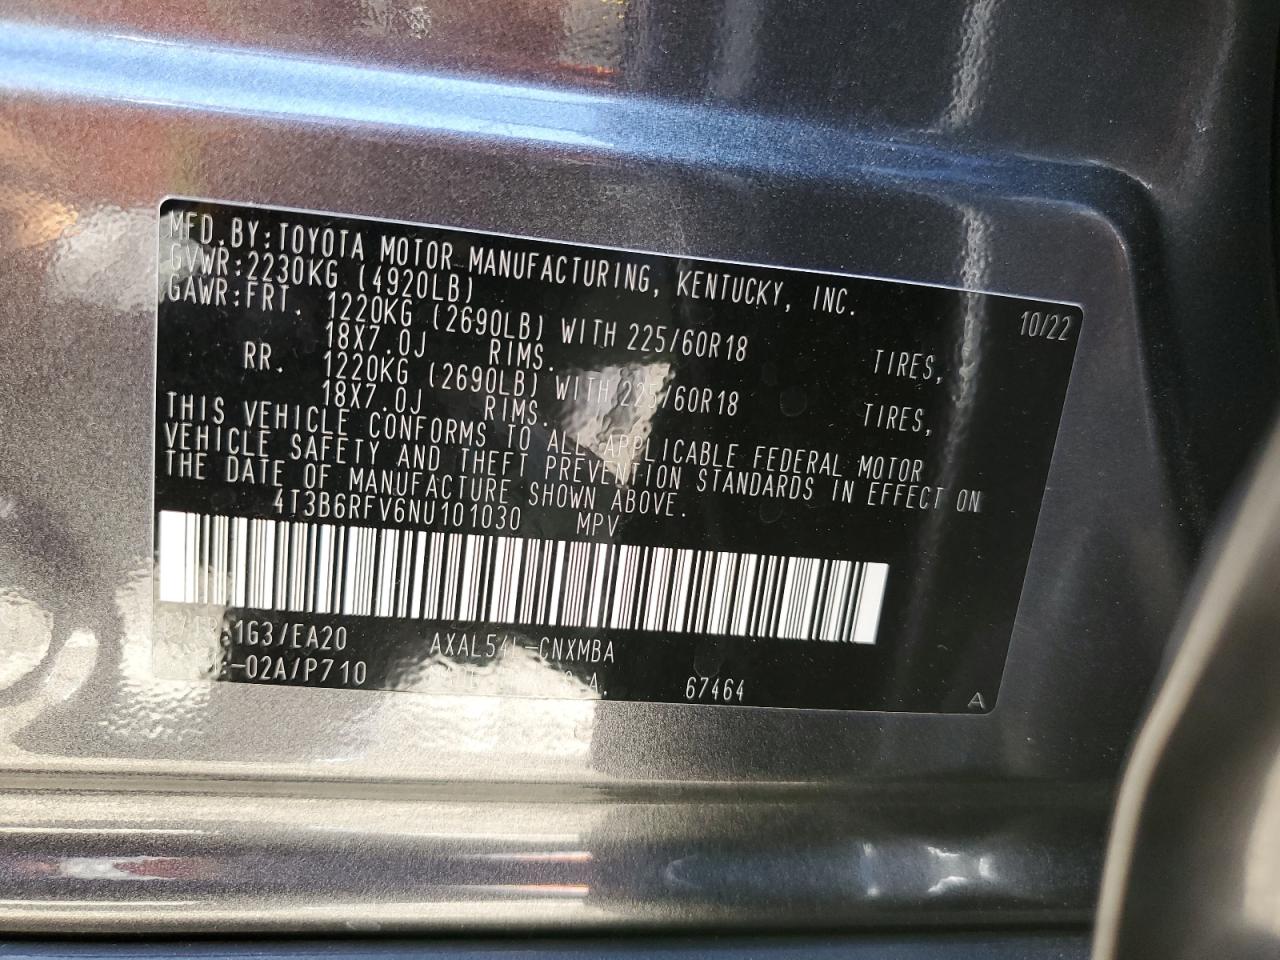 MFD. BY: TOYOTA MOTOR MANUFACTURING, KENTUCKY, INC.
10/22
GVWR: 2230KG (4920LB)
GAWR: FRT. 1220KG (2690LB) WITH 225/60R18 TIRES,
18X7.0J RIMS.
RR. 1220KG (2690LB) WITH 225/60R18 TIRES,
18X7.0J RIMS.
THIS VEHICLE CONFORMS TO ALL APPLICABLE FEDERAL MOTOR
VEHICLE SAFETY AND THEFT PREVENTION STANDARDS IN EFFECT ON
THE DATE OF MANUFACTURE SHOWN ABOVE.
4T3B6RFV6NU101030 MPV
1G3/EA20 AXAL54L-CNXMBA
-02A/P710 67464 A